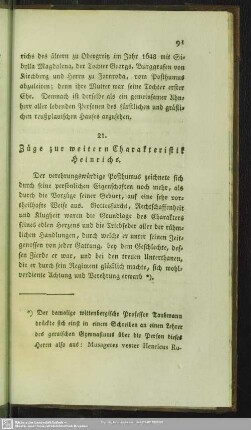 91
richs des ältern zu Obergreiz im Jahr 1648 mit Si-
bylla Magdalena, der Tochter Georgs, Burggrafen von
Kirchberg und Herrn zu Farnroda, vom Posthumus
abzuleiten; denn ihre Mutter war seine Tochter erster
Ehe. Demnach ist derselbe als ein gemeinsamer Ahn-
herr aller lebenden Personen des fürstlichen und gräfli-
chen reußplauischen Hauses anzusehen.
21.
Züge zur weitern Charakteristik
Heinrichs.
Der verehrungswürdige Posthumus zeichnete sich
durch seine persönlichen Eigenschaften noch mehr, als
durch die Vorzüge seiner Geburt, auf eine sehr vor-
theilhafte Weise aus. Gottesfurcht, Rechtschaffenheit
und Klugheit waren die Grundlage des Charakters
seines edlen Herzens und die Triebfeder aller der
rühmlichen Handlungen, durch welche er unter seinen Zeit-
genossen von jeder Gattung, bey dem Geschlechte, des-
sen Zierde er war, und bey den treuen Unterthanen,
die er durch sein Regiment glücklich machte, sich wohl-
verdiente Achtung und Verehrung erwarb *).
*) Der damalige wittenbergische Professor Taubmann
drückte sich einst in einem Schreiben an einen Lehrer
des geraischen Gymnasiums über die Person dieses
Herrn also aus: Musagetes vester Henricus Ru-